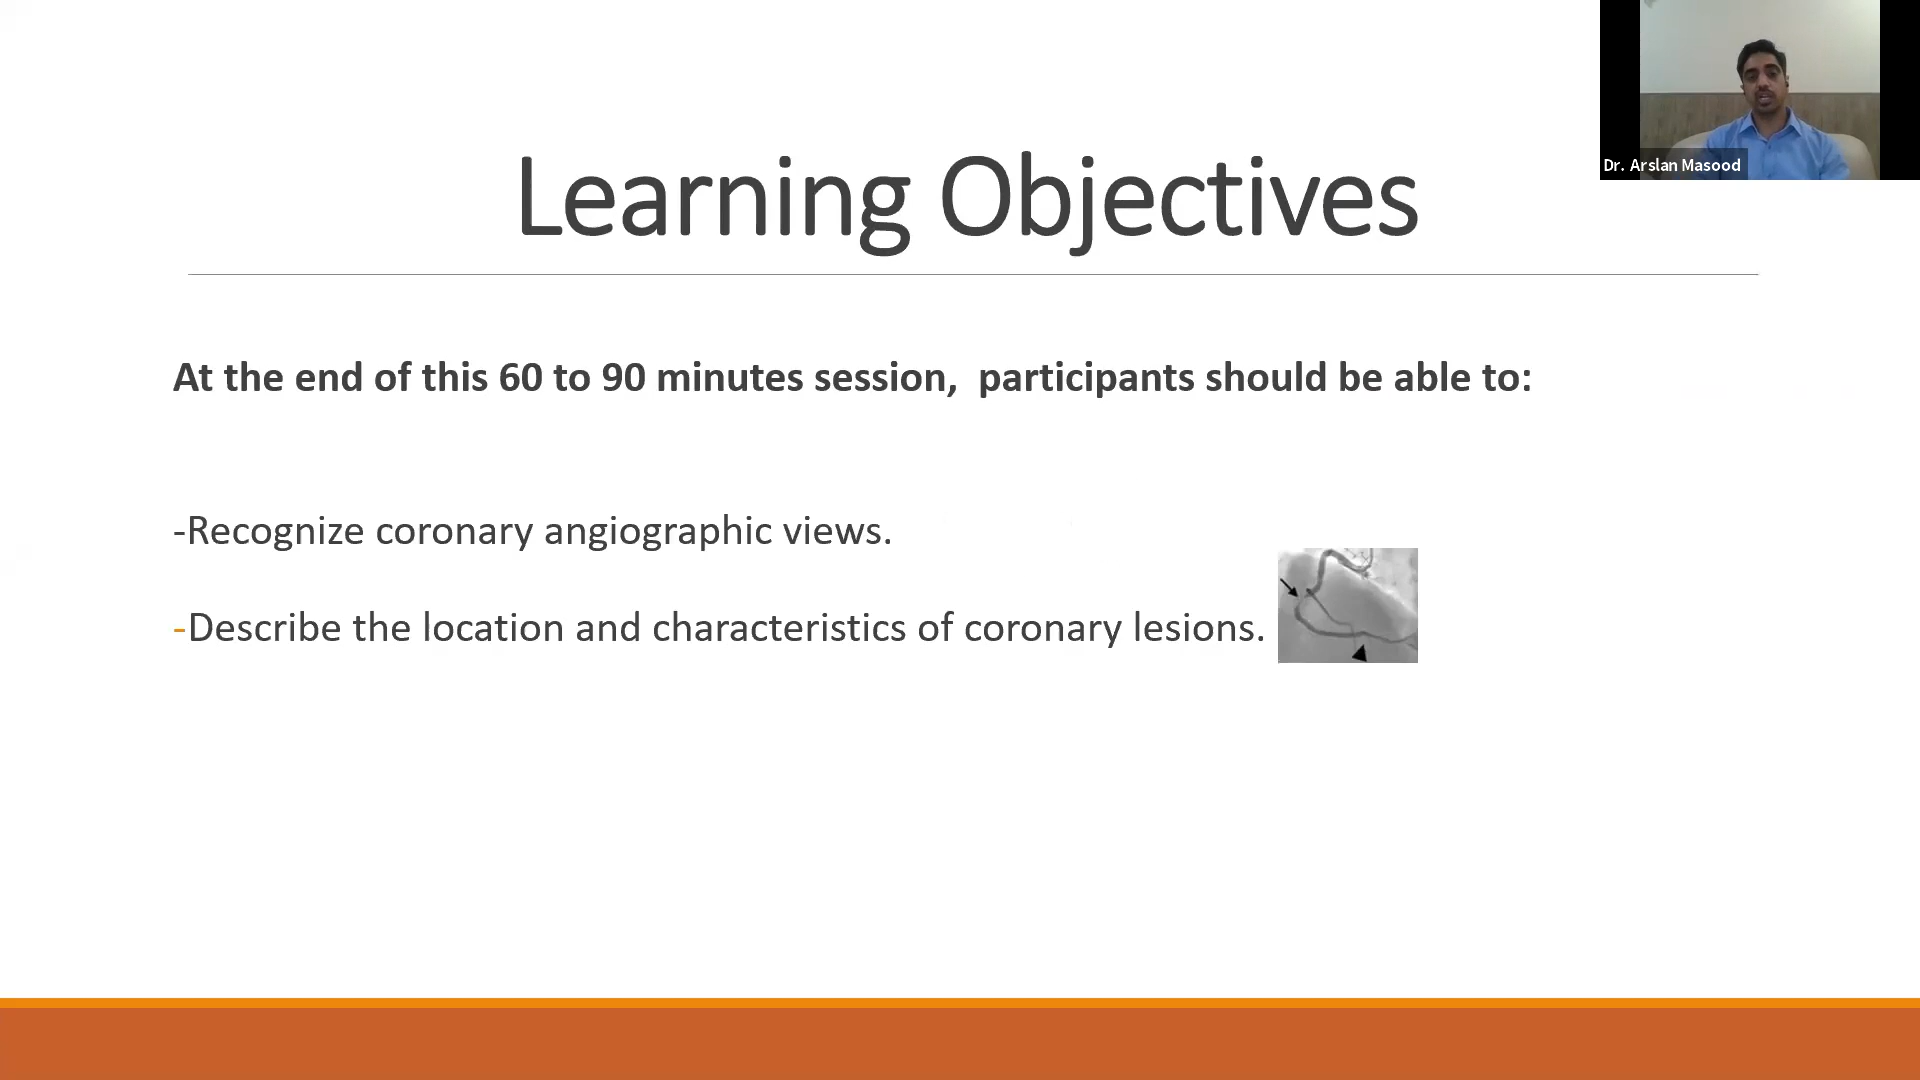 Dr. Arslan Masood
Learning Objectives
At the end of this 60 to 90 minutes session,  participants should be able to:
-Recognize coronary angiographic views.
-Describe the location and characteristics of coronary lesions.